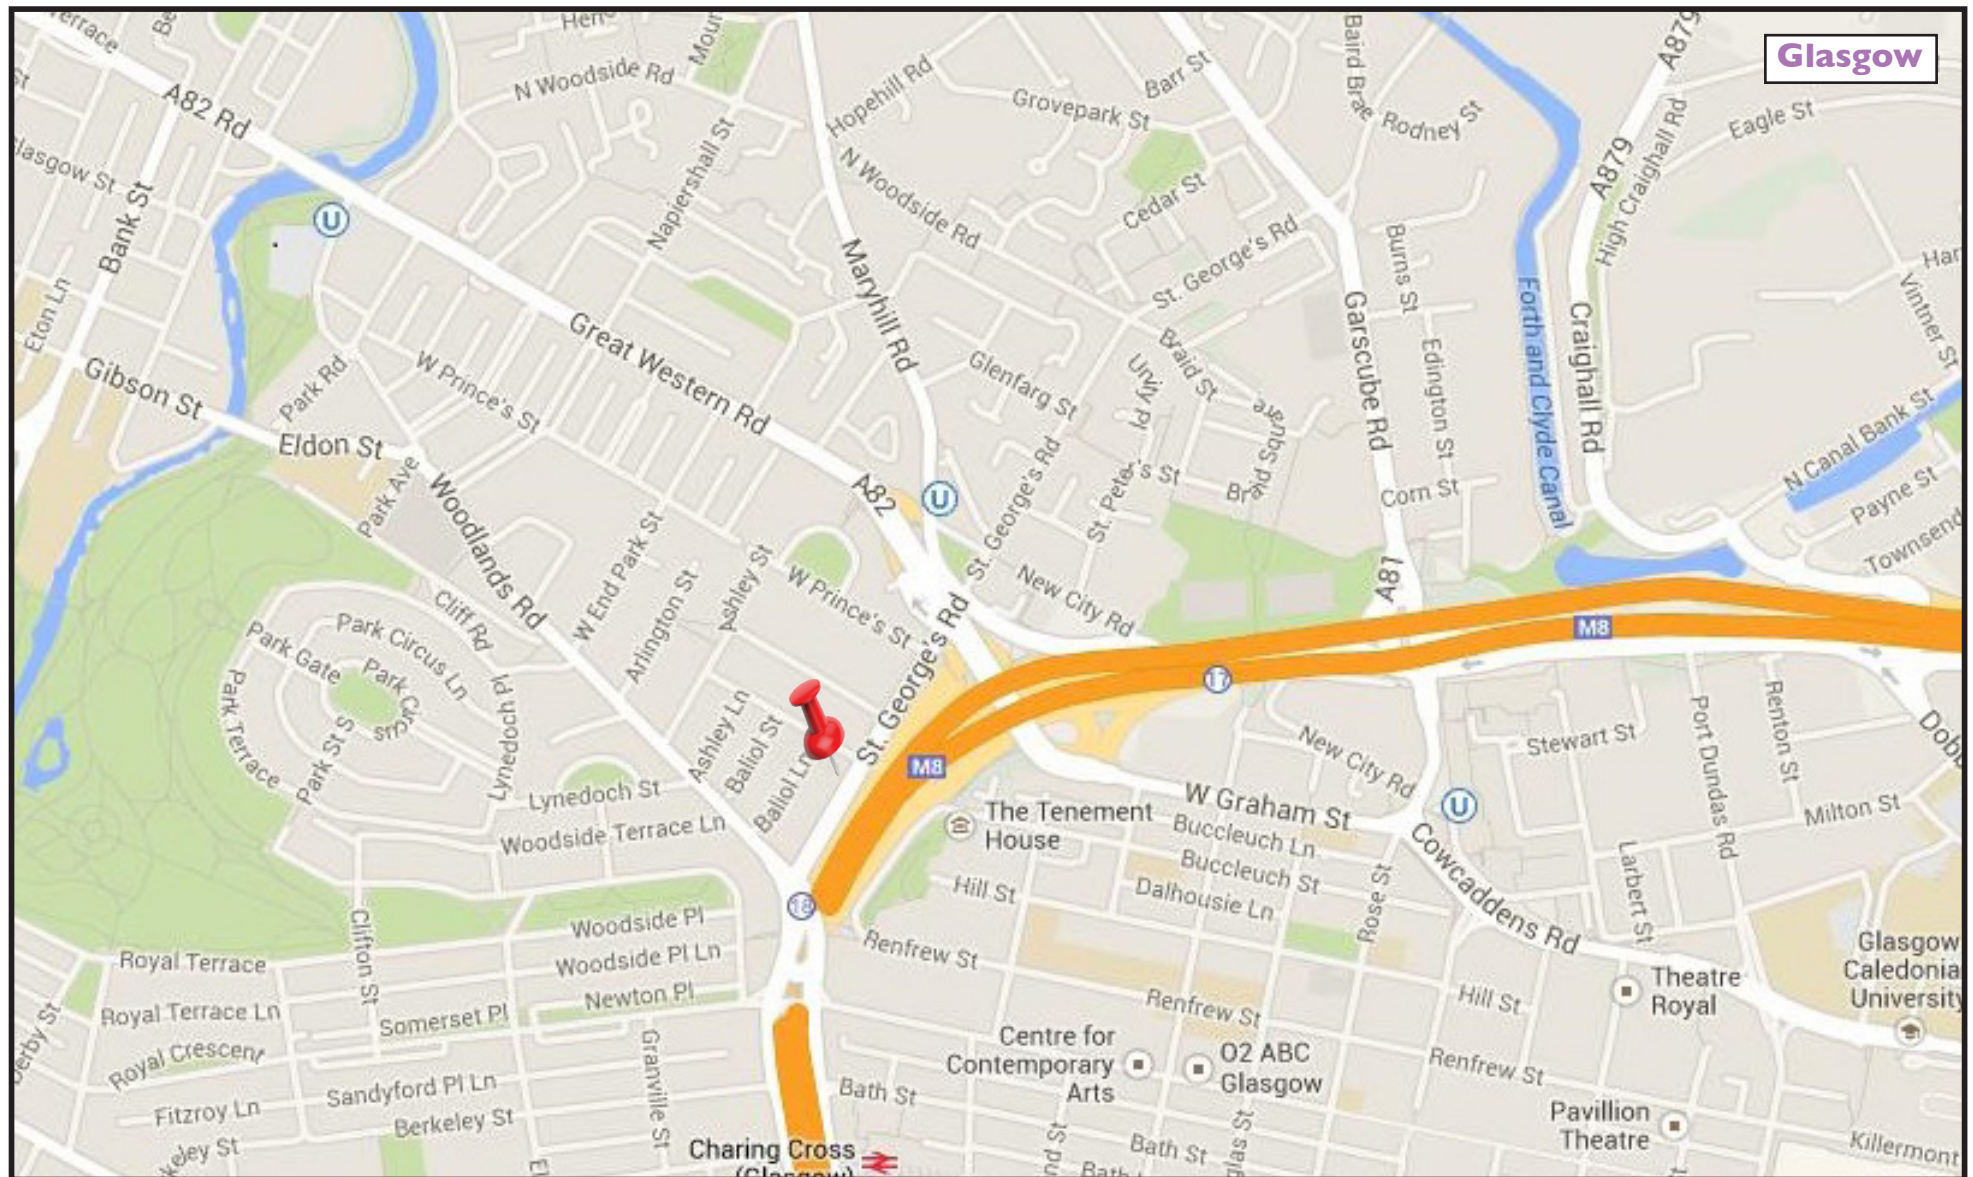 Glasgow
Terrace
A82 Rd
N Woodside Rd
Hopehill Rd
Barr St
Grovepark St
Baird Brae
Rodney St
A879
A879
High Craighall Rd
Eagle St
Bank St
Napiershall St
N Woodside Rd
Cedar St
St. George's Rd
Burns St
Maryhill Rd
Eton Ln
Gibson St
Park Rd
W Prince's St
Great Western Rd
Glenfarg St
Braid St
Braid Square
Garscube Rd
Edington St
Forth and Clyde Canal
Craighall Rd
Vintner St
N Canal Bank St
Payne St
Townsend
Eldon St
Park Ave
Woodlands Rd
A82
U
U
U
St. George's Rd
St. Peter's St
Corn St
A81
W End Park St
Arlington St
Ashley St
W Prince's St
New City Rd
St. George's Rd
M8
M8
17
18
Cliff Rd
Park Circus Ln
Park Gate
Park Circus
Park Terrace
Park St S
Lynedoch Pl
Lynedoch St
Woodside Terrace Ln
Ashley Ln
Baliol St
Baliol Ln
The Tenement
House
New City Rd
Stewart St
Port Dundas Rd
Renton St
Milton St
W Graham St
Buccleuch Ln
Buccleuch St
Dalhousie Ln
Rose St
Cowcaddens Rd
Larbert St
Hill St
Renfrew St
Woodside Pl
Woodside Pl Ln
Newton Pl
Royal Terrace
Royal Terrace Ln
Royal Crescent
Clifton St
Somerset Pl
Granville St
Sandyford Pl Ln
Fitzroy Ln
Berkeley St
Renfrew St
Hill St
Renfrew St
Centre for
Contemporary
Arts
O2 ABC
Glasgow
Theatre
Royal
Glasgow
Caledonia
University
Pavillion
Theatre
Killermont
Bath St
Bath St
Charing Cross
(Glasgow)